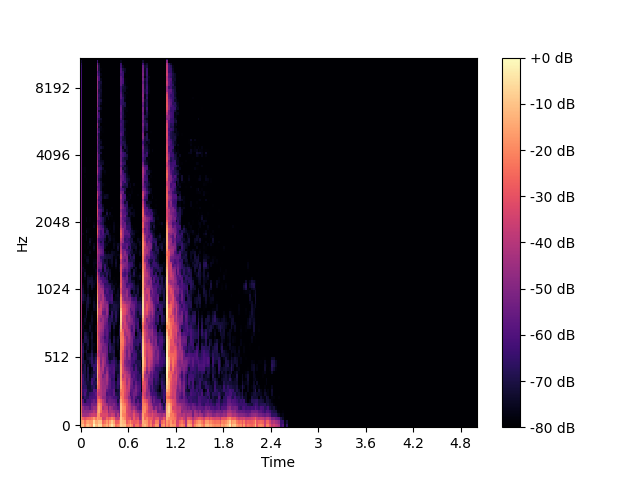 +0 dB
8192
-10 dB
4096
-20 dB
-30 dB
2048
-40 dB
Hz
1024
-50 dB
-60 dB
512
-70 dB
0
-80 dB
0 0.6 1.2 1.8 2.4 3 3.6 4.2 4.8
Time